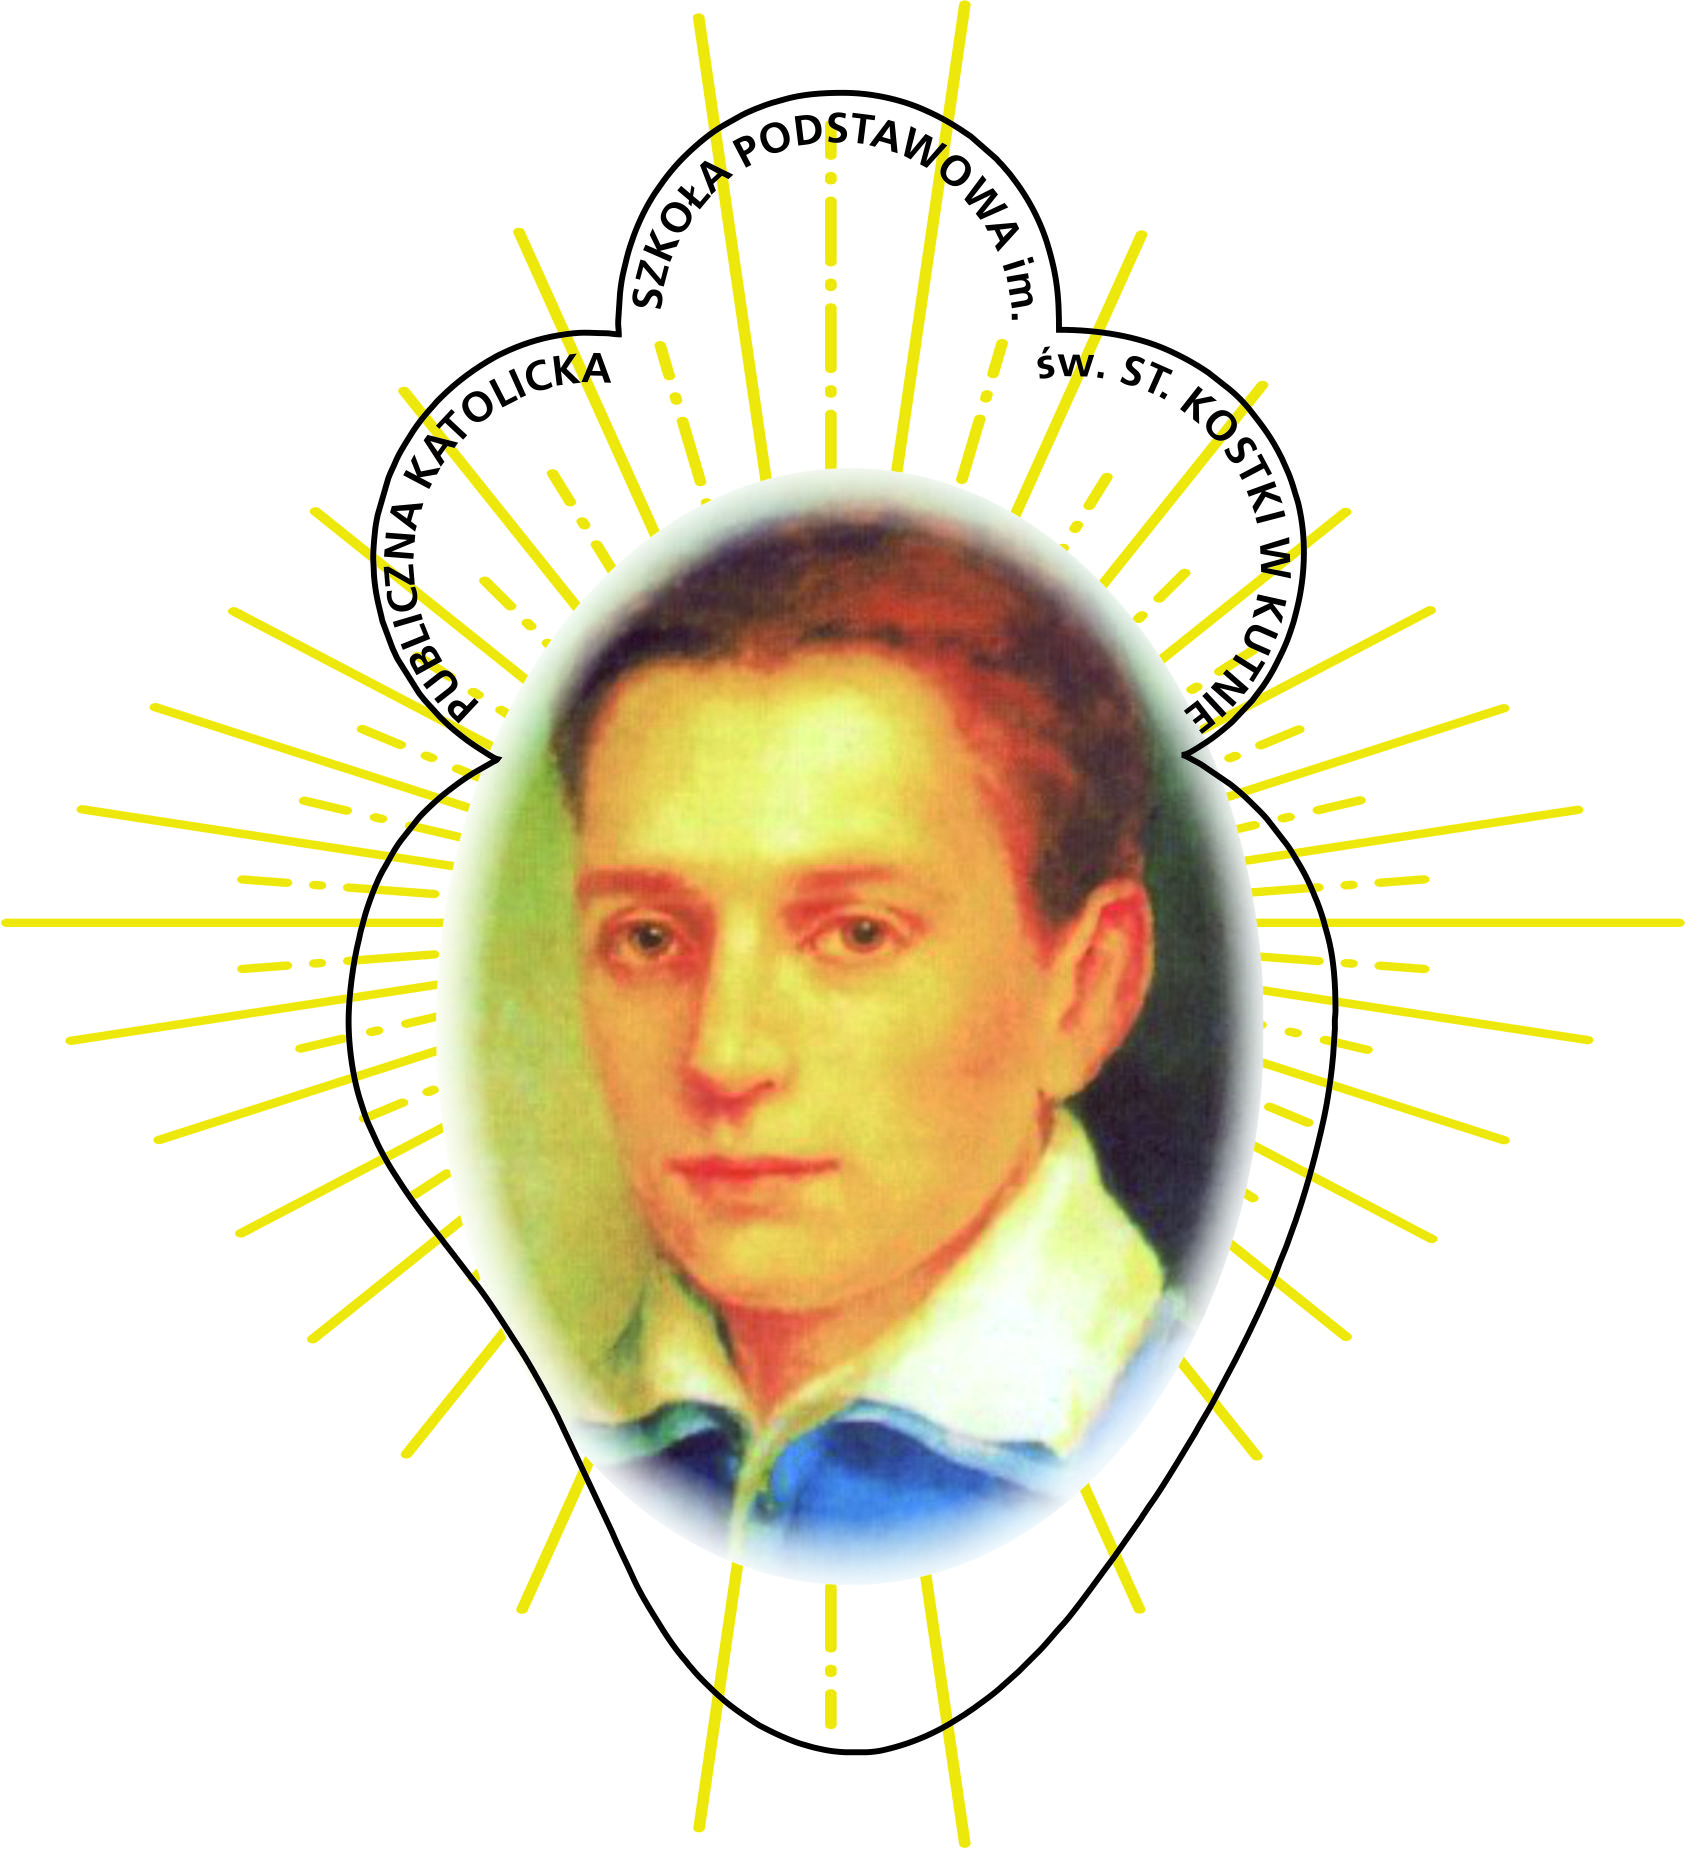 PUBLICZNA KATOLICKA
SZKOŁA PODSTAWOWA im.
św. ST. KOSTKI W KUTNIE